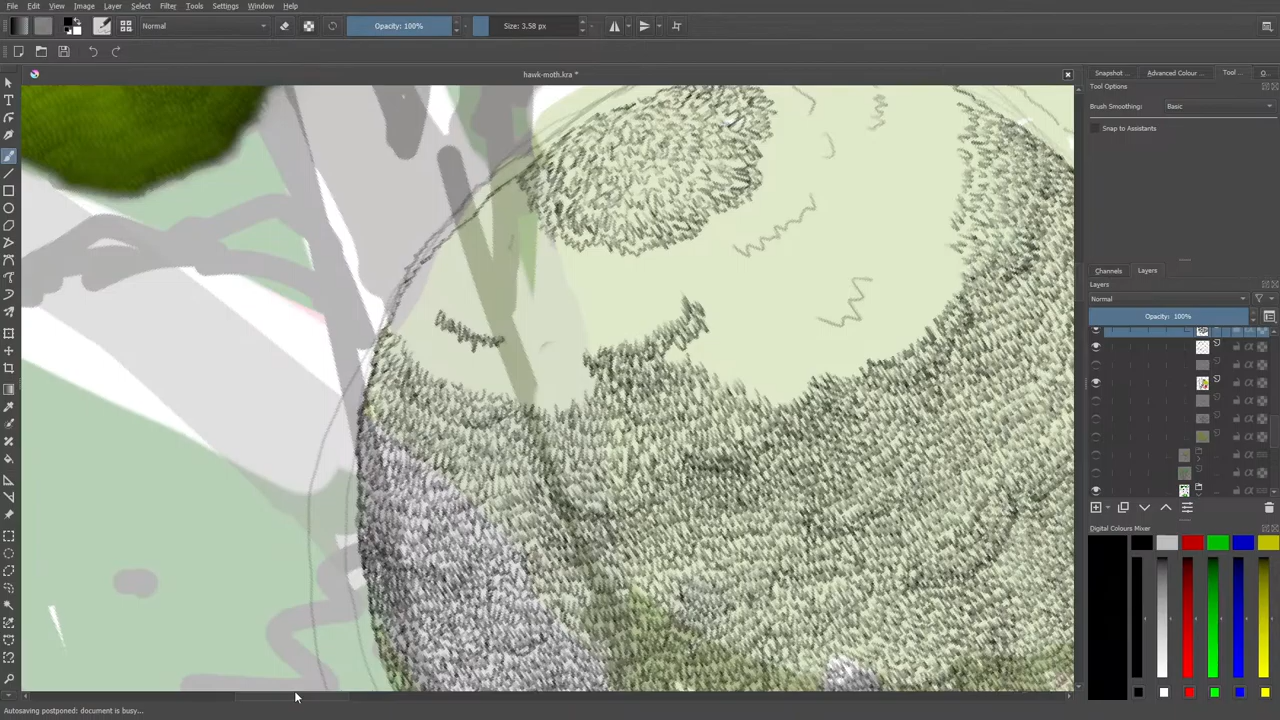 File Edit View Image Layer Select Filter Tools Settings Window Help
Normal Opacity: 100% Size: 3.58 px
hawk-moth.kra *
Snapshot ... Advanced Colour ... Tool ... O...
Tool Options
Brush Smoothing: Basic
Snap to Assistants
Channels Layers
Layers
Normal
Opacity: 100%
Digital Colours Mixer
Autosaving postponed: document is busy...